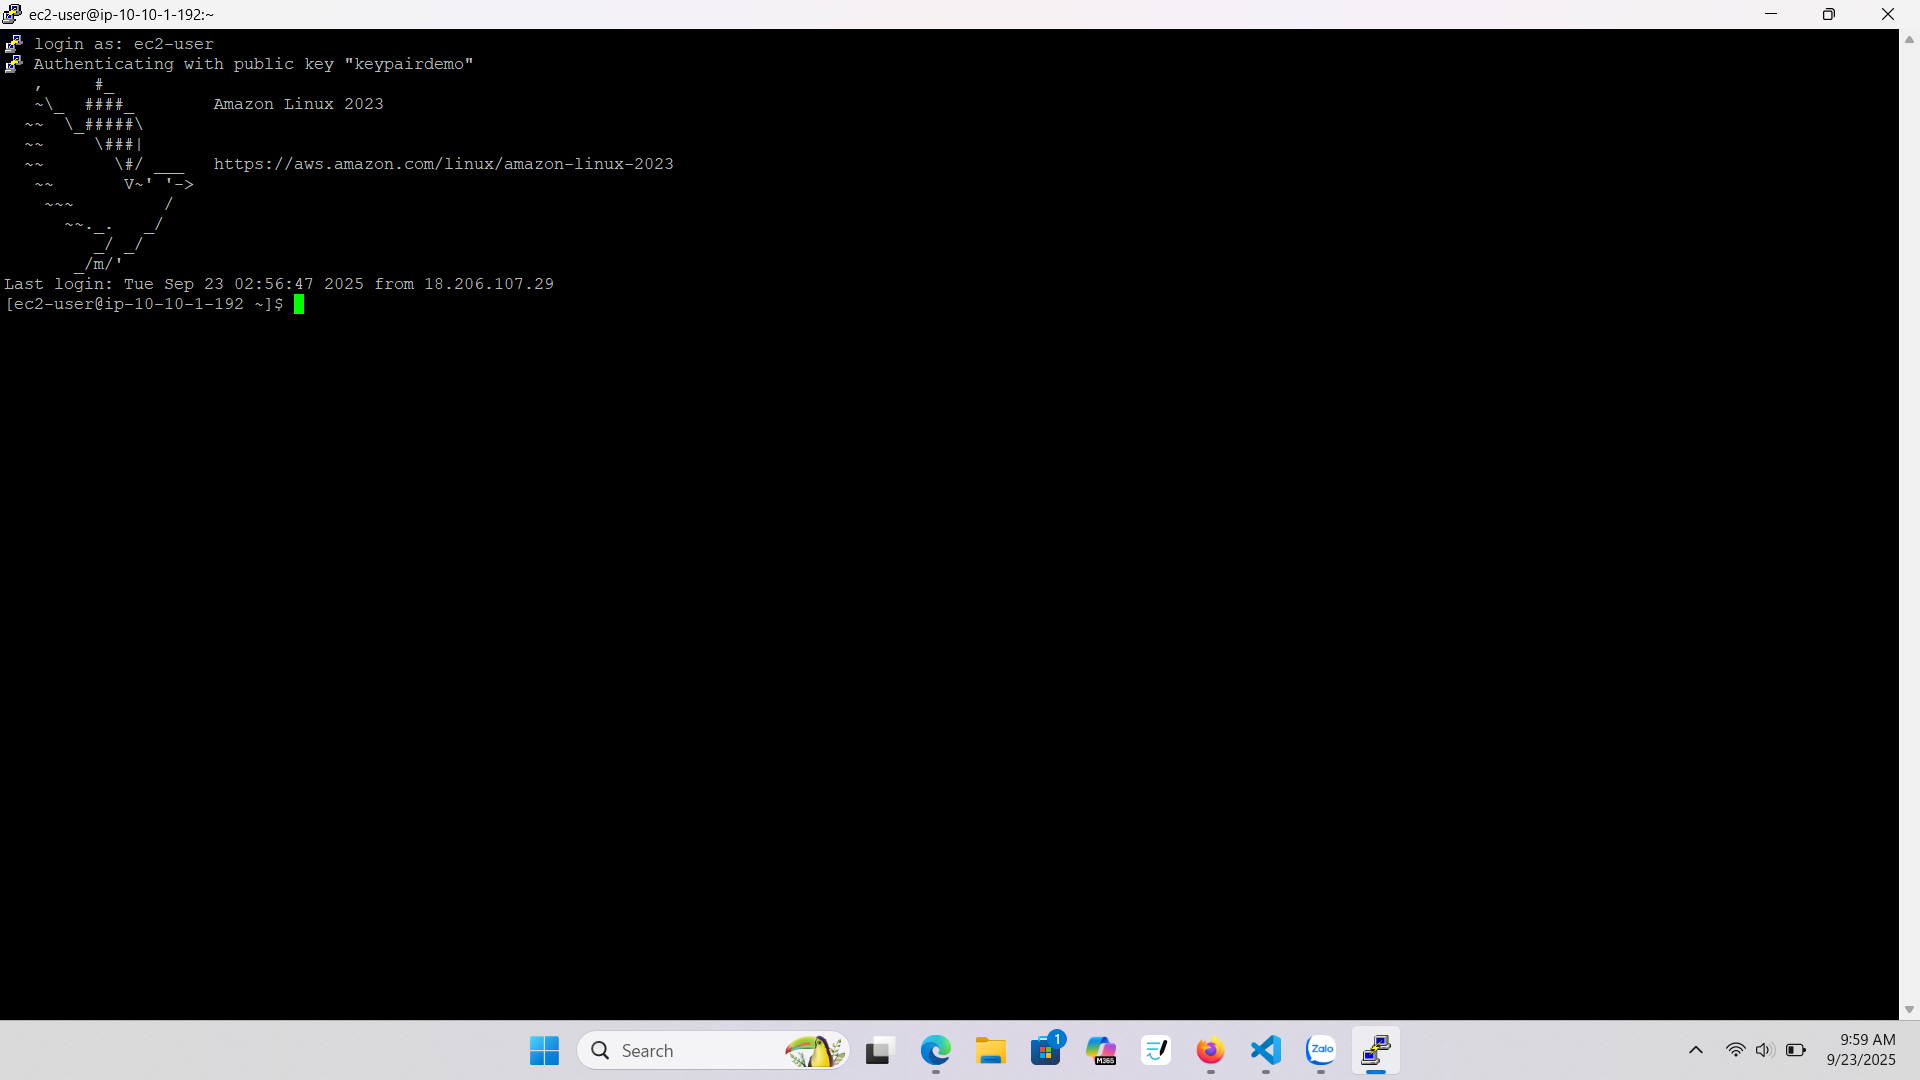 ec2-user@ip-10-10-1-192:~
login as: ec2-user
Authenticating with public key "keypairdemo"
   ,     #_
   ~\_  ####_        Amazon Linux 2023
  ~~  \_#####\
  ~~     \###|
  ~~       \#/ ___   https://aws.amazon.com/linux/amazon-linux-2023
   ~~       V~' '->
    ~~~         /
      ~~._.   _/
         _/ _/
       _/m/'
Last login: Tue Sep 23 02:56:47 2025 from 18.206.107.29
[ec2-user@ip-10-10-1-192 ~]$
Search
1
M365
Zalo
9:59 AM
9/23/2025